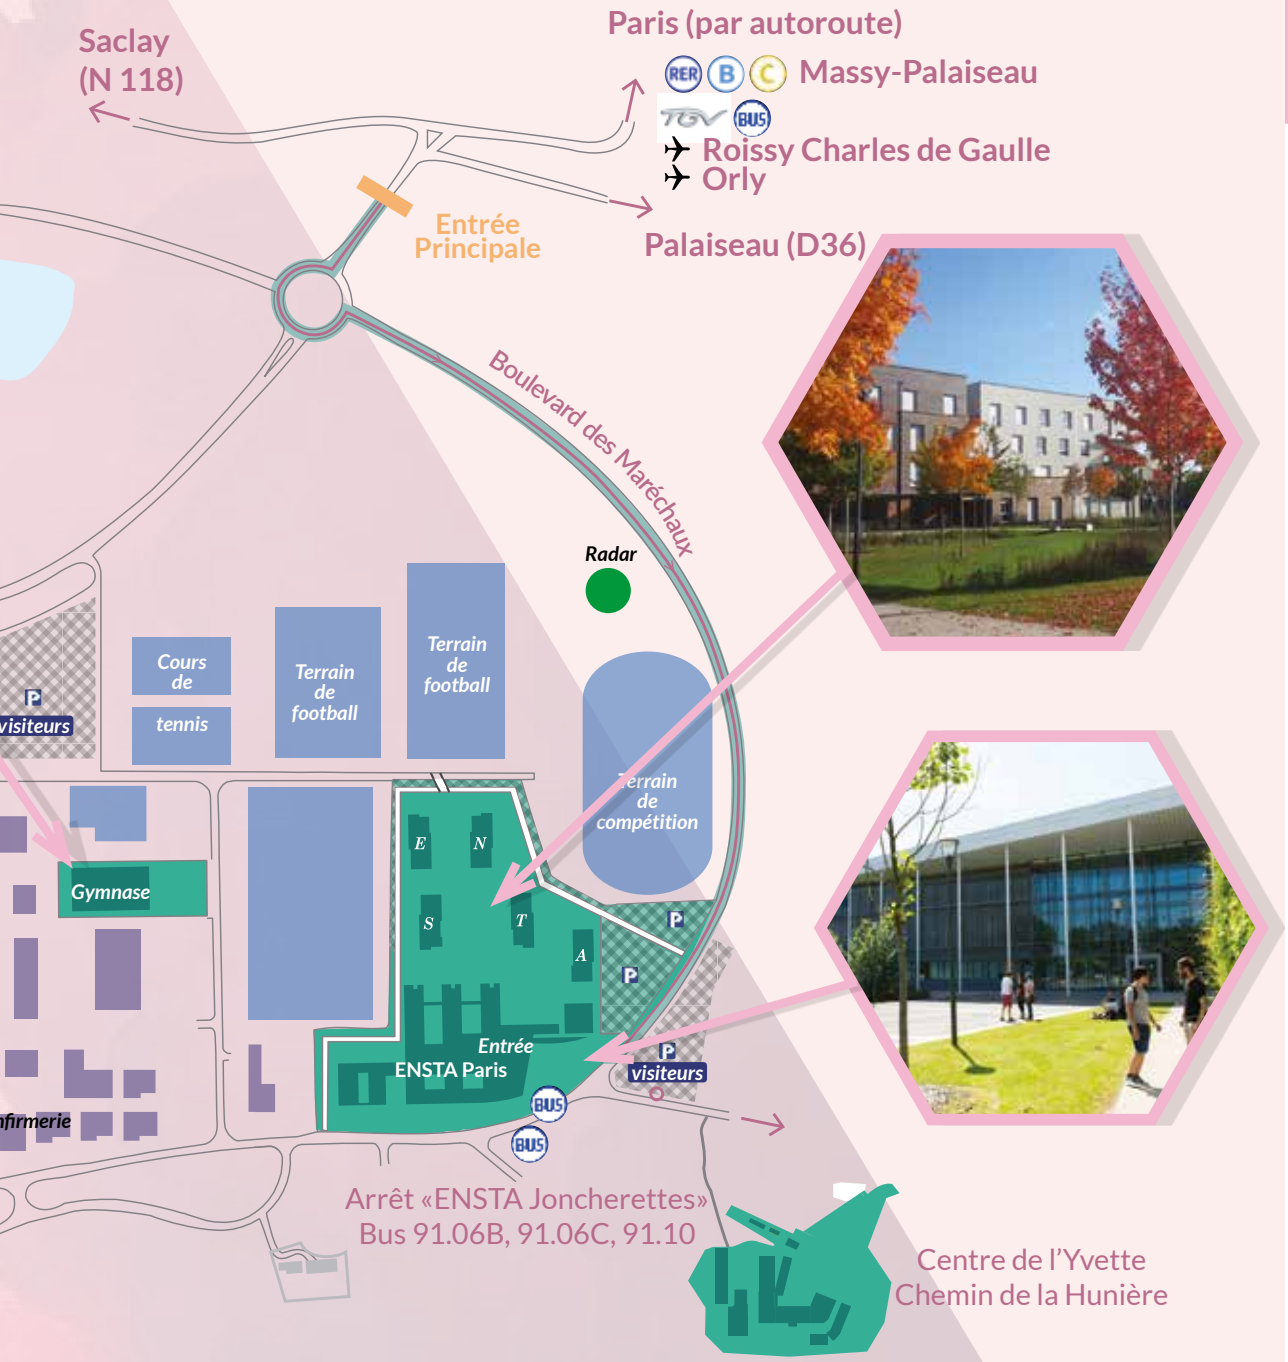 Saclay
(N 118)
Paris (par autoroute)
RER B C Massy-Palaiseau
TGV BUS
Roissy Charles de Gaulle
Orly
Entrée
Principale
Palaiseau (D36)
Boulevard des Maréchaux
Radar
Cours
de
tennis
Terrain
de
football
Terrain
de
football
P
visiteurs
Terrain
de
compétition
E
N
Gymnase
S
T
A
P
P
Entrée
ENSTA Paris
P
visiteurs
BUS
BUS
nfirmerie
Arrêt «ENSTA Joncherettes»
Bus 91.06B, 91.06C, 91.10
Centre de l’Yvette
Chemin de la Hunière